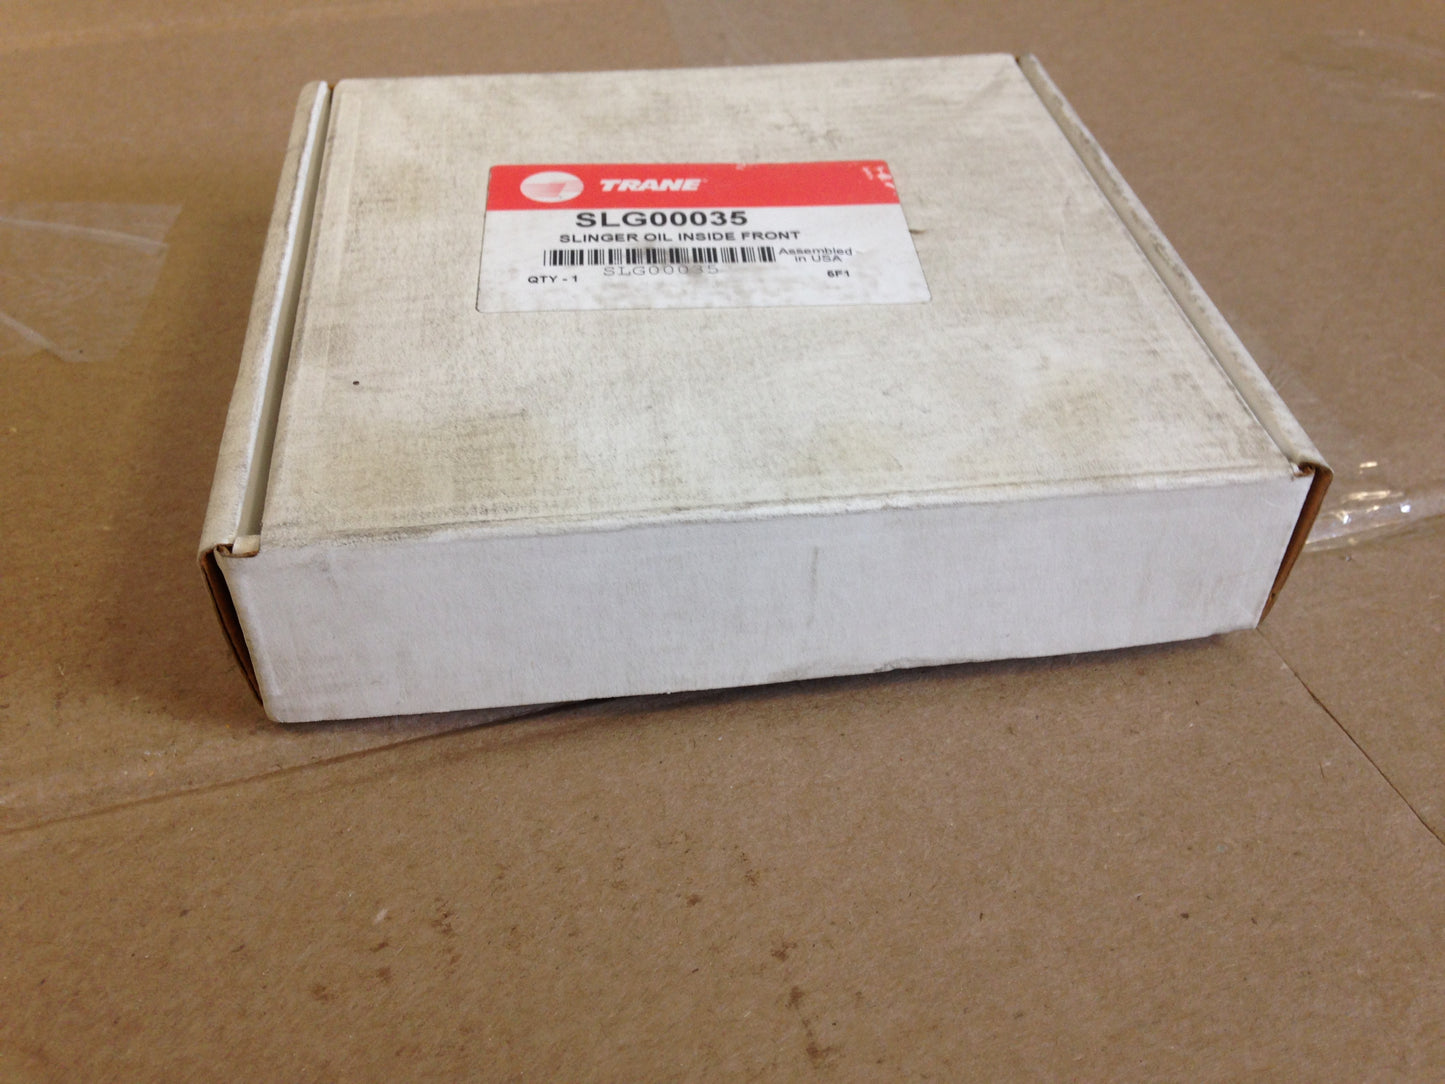 TRANE
SLG00035
SLINGER OIL INSIDE FRONT
Assembled
in USA
SLG00035
QTY - 1
6F1